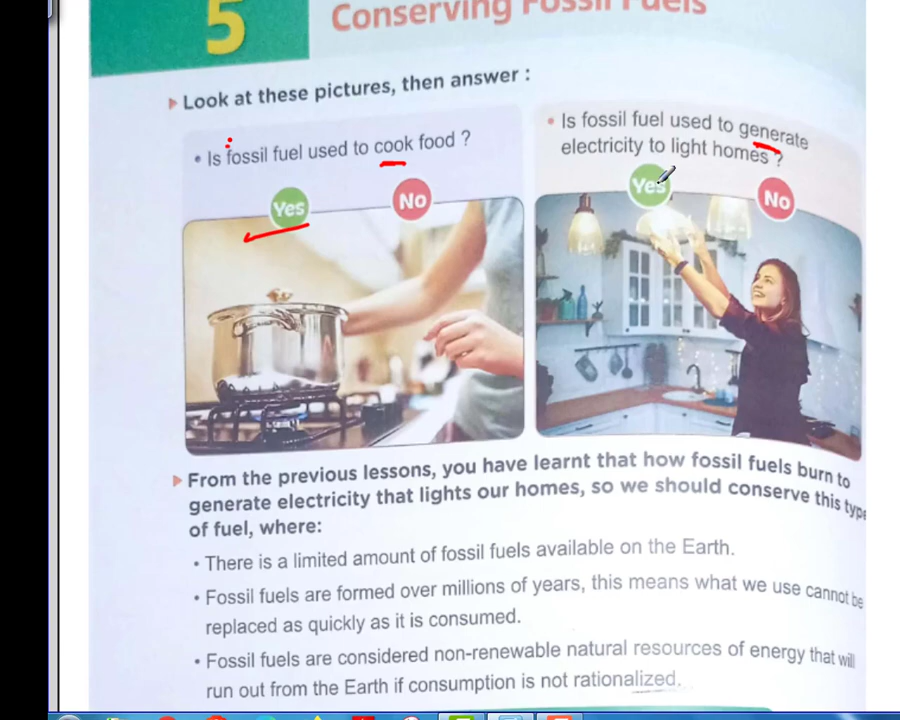 5
Conserving Fossil Fuels
Look at these pictures, then answer :
• Is fossil fuel used to cook food ?
Yes
No
• Is fossil fuel used to generate
electricity to light homes ?
Yes
No
From the previous lessons, you have learnt that how fossil fuels burn to
generate electricity that lights our homes, so we should conserve this type
of fuel, where:
• There is a limited amount of fossil fuels available on the Earth.
• Fossil fuels are formed over millions of years, this means what we use cannot be
replaced as quickly as it is consumed.
• Fossil fuels are considered non-renewable natural resources of energy that will
run out from the Earth if consumption is not rationalized.